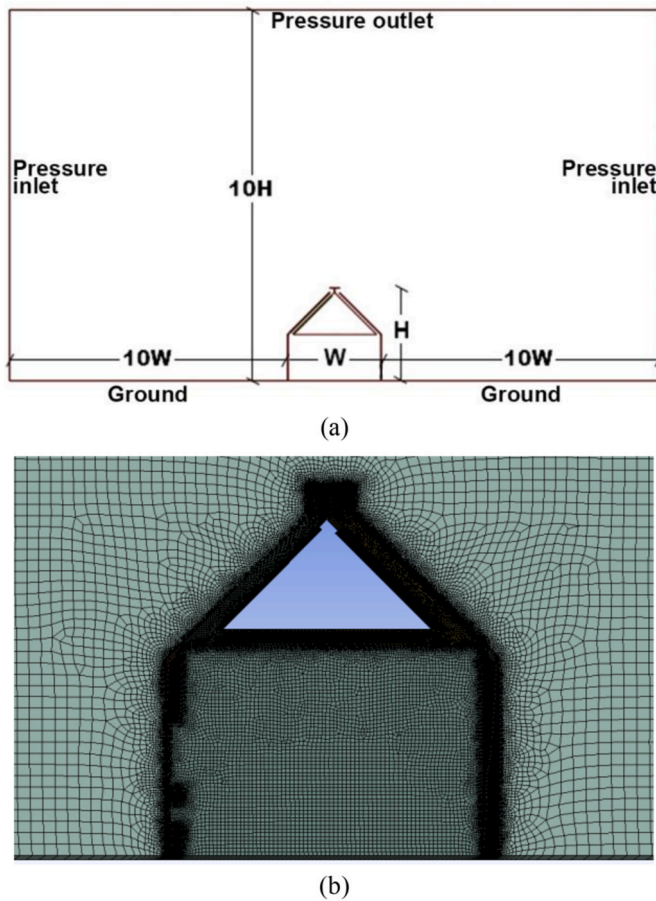 Pressure outlet
Pressure
inlet
10H
Pressure
inlet
H
10W
W
10W
Ground
Ground
(a)
(b)